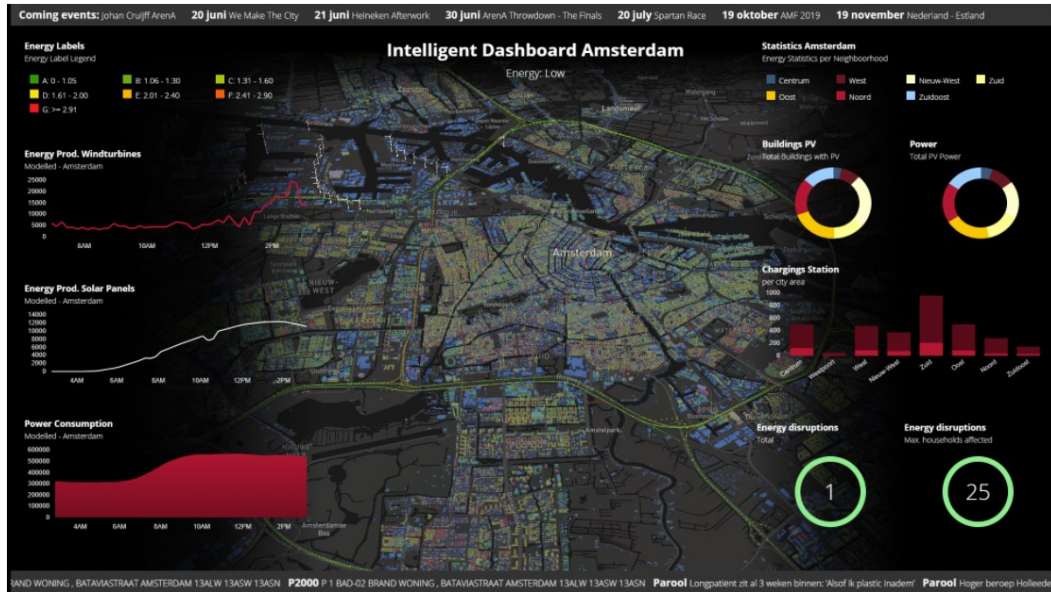 Coming events: Johan Cruijff ArenA 20 juni We Make The City 21 juni Heineken Afterwork 30 juni ArenA Throwdown - The Finals 20 july Spartan Race 19 oktober AMF 2019 19 november Nederland - Estland
Intelligent Dashboard Amsterdam
Energy: Low
Energy Labels
Energy Label Legend
A: 0 - 1.05 B: 1.06 - 1.30 C: 1.31 - 1.60
D: 1.61 - 2.00 E: 2.01 - 2.40 F: 2.41 - 2.90
G: >= 2.91
Energy Prod. Windturbines
Modelled - Amsterdam
25000
20000
15000
10000
5000
0
8AM 10AM 12PM 2PM
Energy Prod. Solar Panels
Modelled - Amsterdam
14000
12000
10000
8000
6000
4000
2000
0
4AM 6AM 8AM 10AM 12PM 2PM
Power Consumption
Modelled - Amsterdam
600000
500000
400000
300000
200000
100000
0
4AM 6AM 8AM 10AM 12PM 2PM
Landsmeer
NIEUW-WEST
Amsterdam
Amstelpark
Amsterdamse Bos
Statistics Amsterdam
Energy Statistics per Neighboorhood
Centrum West Nieuw-West Zuid
Oost Noord Zuidoost
Buildings PV
Total Buildings with PV
Power
Total PV Power
Chargings Station
per city area
1000
800
600
400
200
0
Centrum Westpoort West Nieuw-West Zuid Oost Noord Zuidoost
Energy disruptions
Total
1
Energy disruptions
Max. households affected
25
RAND WONING , BATAVIASTRAAT AMSTERDAM 13ALW 13ASW 13ASN P2000 P 1 BAD-02 BRAND WONING , BATAVIASTRAAT AMSTERDAM 13ALW 13ASW 13ASN Parool Longpatient zit al 3 weken binnen: 'Alsof ik plastic inadem' Parool Hoger beroep Holleede